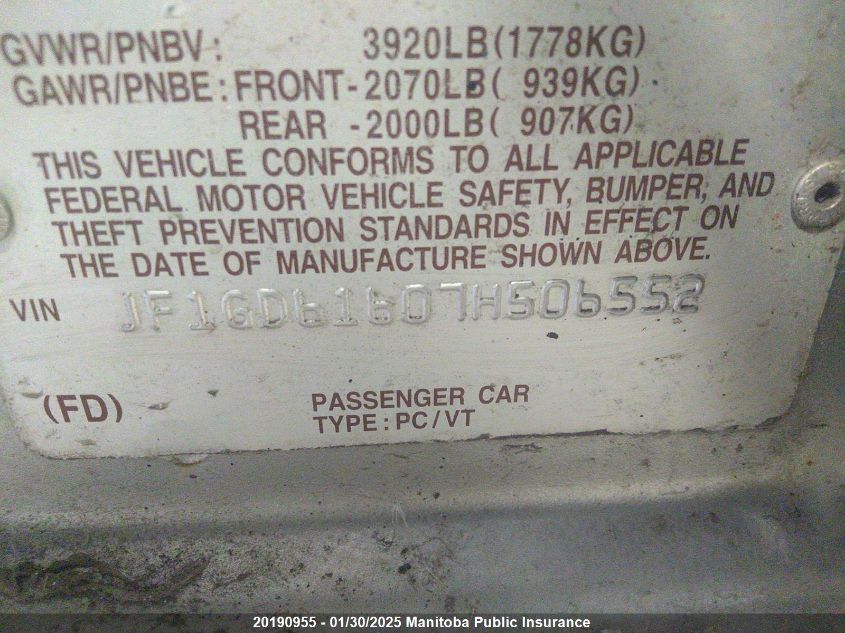 GVWR/PNBV: 3920LB(1778KG)
GAWR/PNBE:FRONT-2070LB( 939KG)
REAR -2000LB( 907KG)
THIS VEHICLE CONFORMS TO ALL APPLICABLE
FEDERAL MOTOR VEHICLE SAFETY, BUMPER, AND
THEFT PREVENTION STANDARDS IN EFFECT ON
THE DATE OF MANUFACTURE SHOWN ABOVE.
VIN JF1GD61607H506552
(FD) PASSENGER CAR
TYPE:PC/VT
20190955 - 01/30/2025 Manitoba Public Insurance